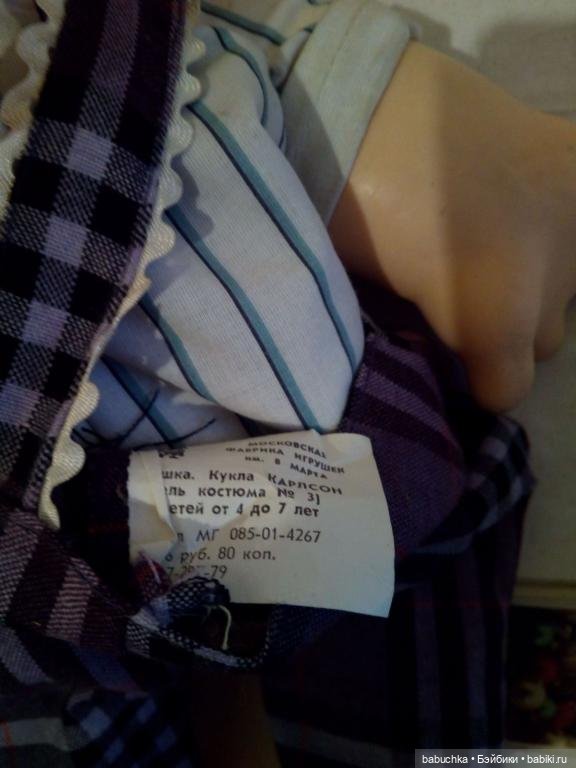 МОСКОВСКАЯ
ФАБРИКА ИГРУШЕК
ИМ. 8 МАРТА
шка. Кукла КАРЛСОН
ль костюма № 3)
етей от 4 до 7 лет
МГ 085-01-4267
руб. 80 коп.
79
babuchka • Бэйбики • babiki.ru